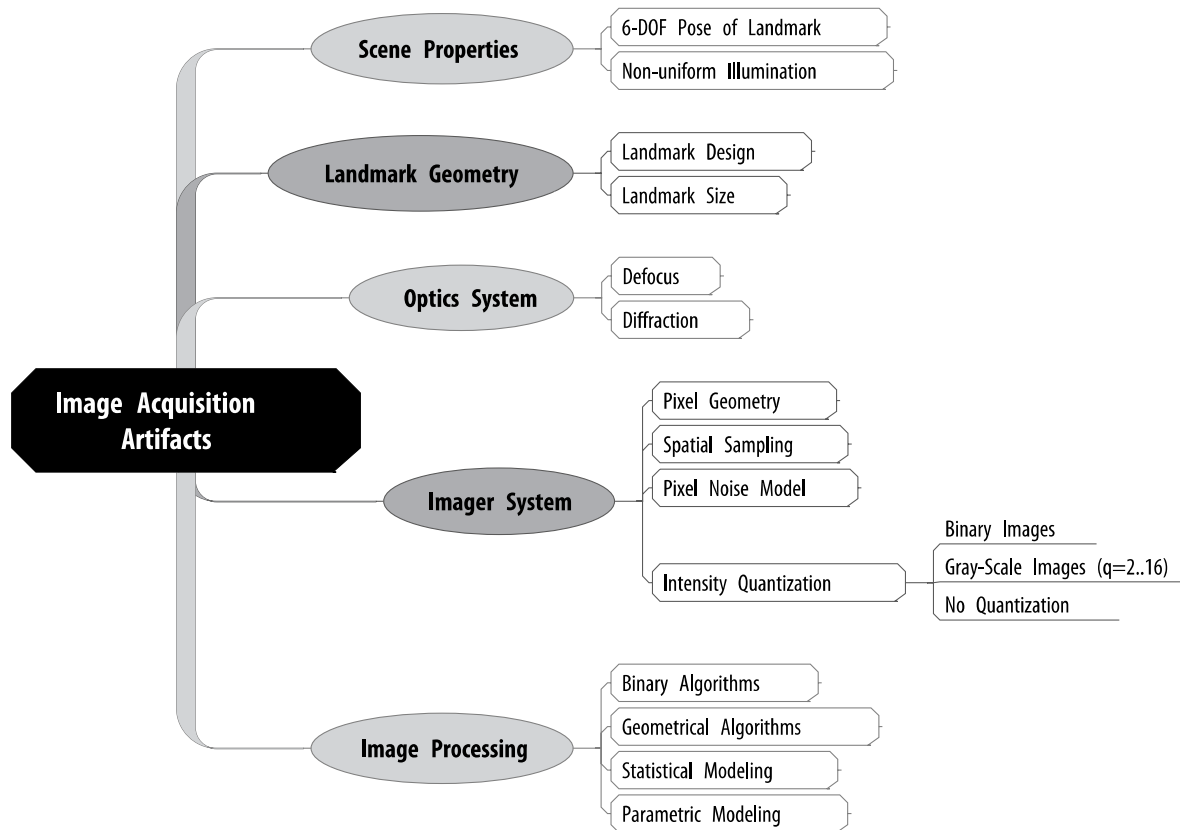 Scene Properties
6-DOF Pose of Landmark
Non-uniform Illumination
Landmark Geometry
Landmark Design
Landmark Size
Optics System
Defocus
Diffraction
Image Acquisition
Artifacts
Imager System
Pixel Geometry
Spatial Sampling
Pixel Noise Model
Intensity Quantization
Binary Images
Gray-Scale Images (q=2..16)
No Quantization
Image Processing
Binary Algorithms
Geometrical Algorithms
Statistical Modeling
Parametric Modeling